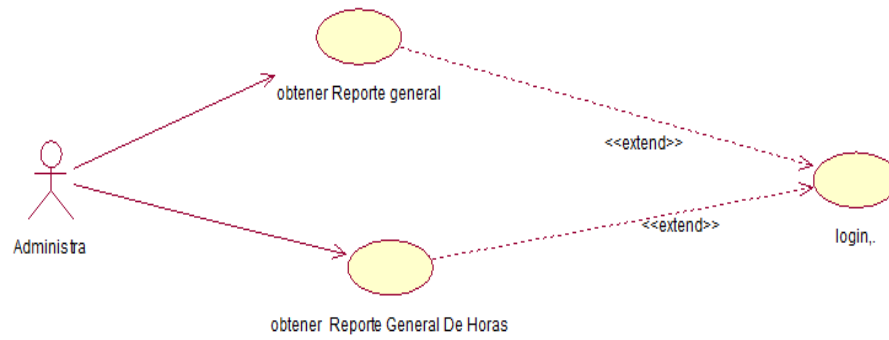 obtener Reporte general
<<extend>>
Administra
<<extend>>
login,.
obtener Reporte General De Horas